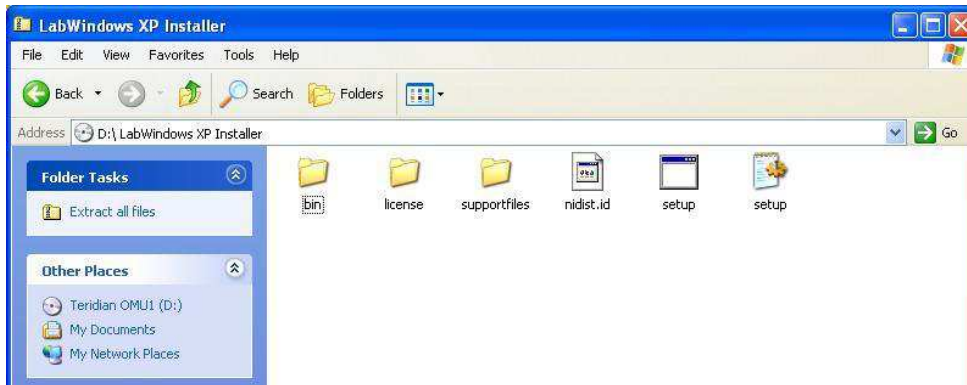 LabWindows XP Installer
File Edit View Favorites Tools Help
Back Search Folders
Address D:\ LabWindows XP Installer Go
Folder Tasks
Extract all files
Other Places
Teridian OMU1 (D:)
My Documents
My Network Places
bin license supportfiles nidist.id setup setup